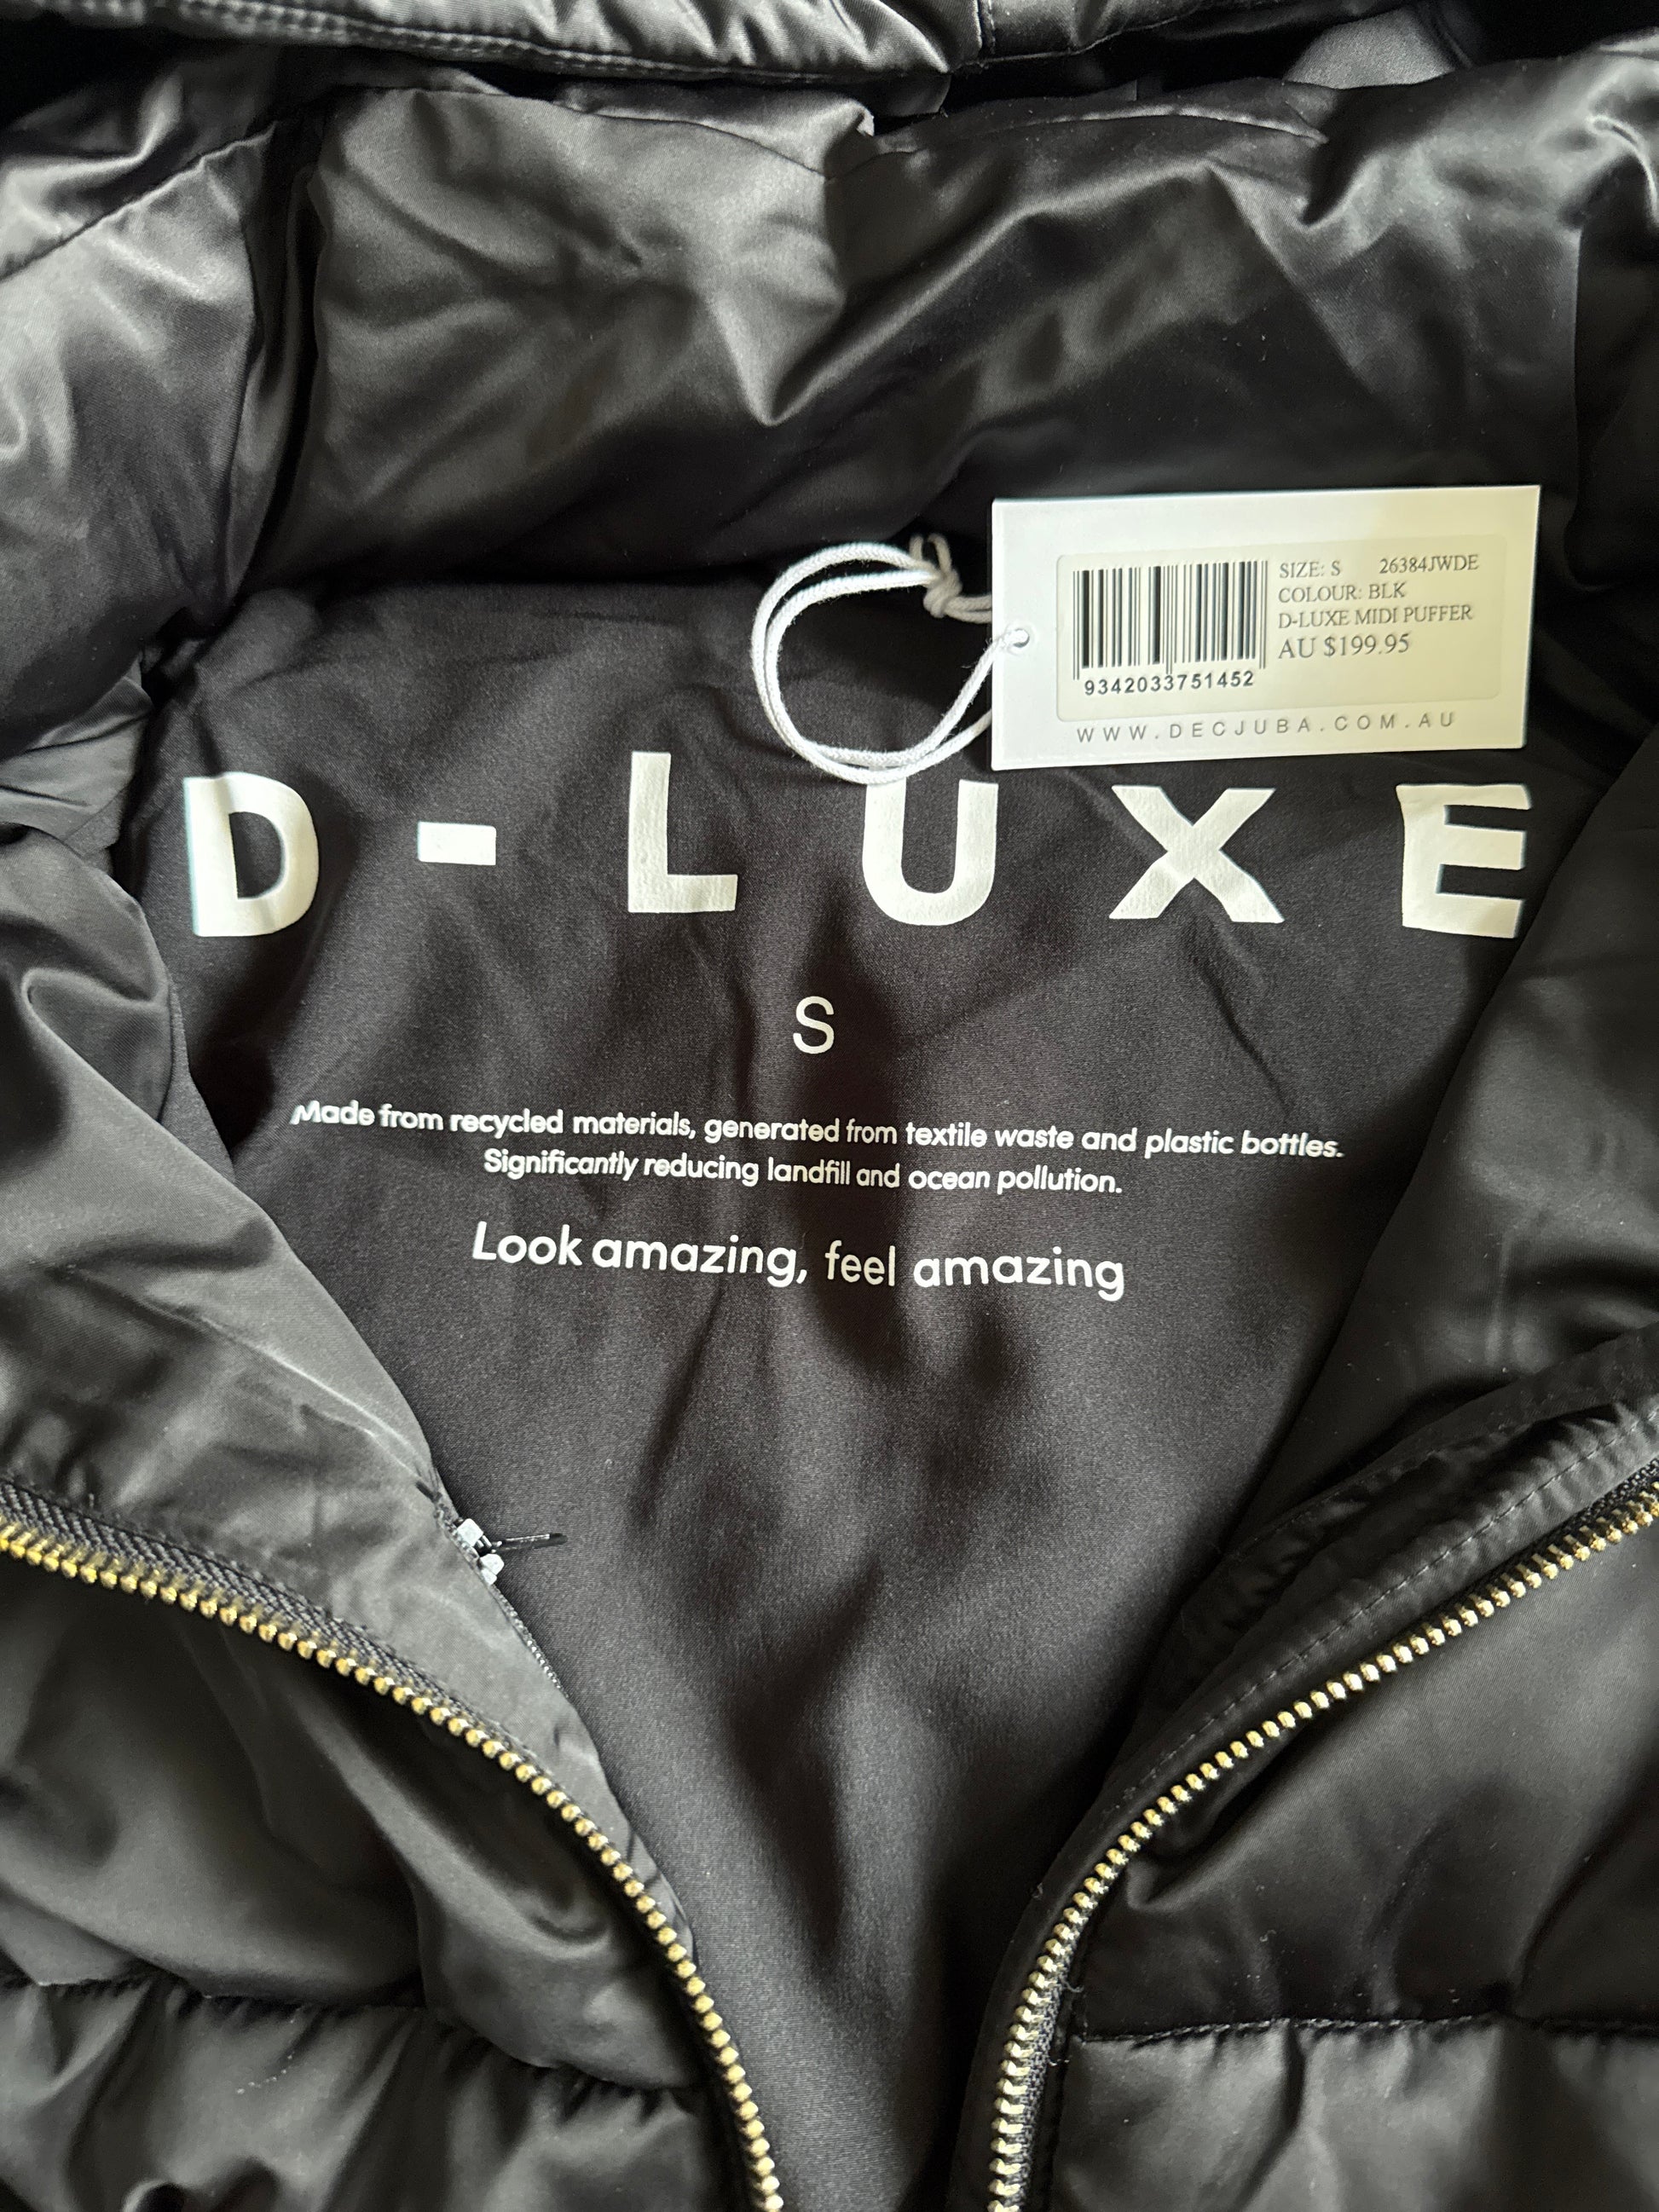 SIZE: S 26384JWDE
COLOUR: BLK
D-LUXE MIDI PUFFER
AU $199.95
9342033751452
WWW.DECJUBA.COM.AU
D-LUXE
S
Made from recycled materials, generated from textile waste and plastic bottles.
Significantly reducing landfill and ocean pollution.
Look amazing, feel amazing